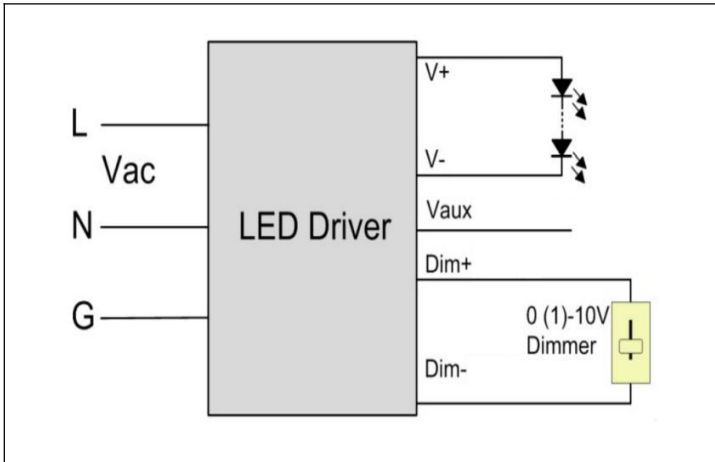 L
Vac
N
G
LED Driver
V+
V-
Vaux
Dim+
0 (1)-10V
Dimmer
Dim-